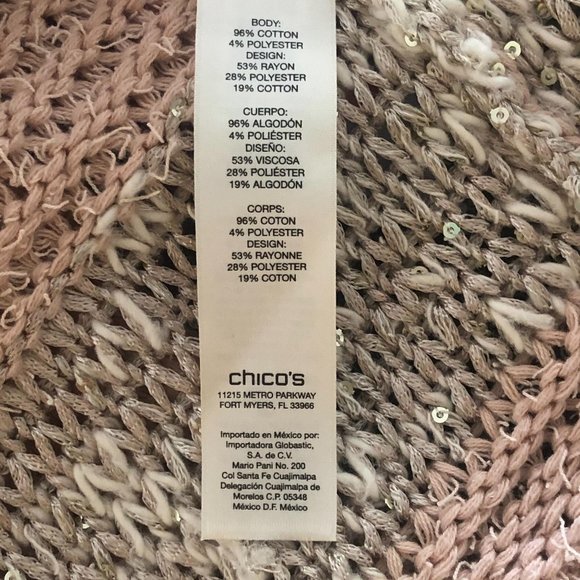 BODY:
96% COTTON
4% POLYESTER
DESIGN:
53% RAYON
28% POLYESTER
19% COTTON
CUERPO:
96% ALGODÓN
4% POLIÉSTER
DISEÑO:
53% VISCOSA
28% POLIÉSTER
19% ALGODÓN
CORPS:
96% COTON
4% POLYESTER
DESIGN:
53% RAYONNE
28% POLYESTER
19% COTON
chico's
11215 METRO PARKWAY
FORT MYERS, FL 33966
Importado en México por:
Importadora Globastic,
S.A. de C.V.
Mario Pani No. 200
Col Santa Fe Cuajimalpa
Delegación Cuajimalpa de
Morelos C.P. 05348
México D.F. México